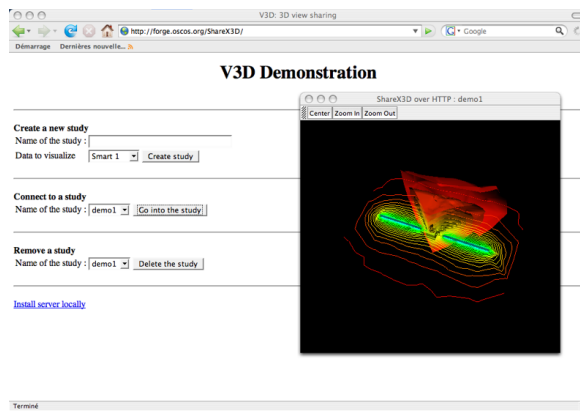 V3D: 3D view sharing
http://forge.oscos.org/ShareX3D/
Google
Démarrage Dernières nouvelle...
V3D Demonstration
ShareX3D over HTTP : demo1
Center Zoom In Zoom Out
Create a new study
Name of the study :
Data to visualize Smart 1 Create study
Connect to a study
Name of the study : demo1 Go into the study
Remove a study
Name of the study : demo1 Delete the study
Install server locally
Terminé